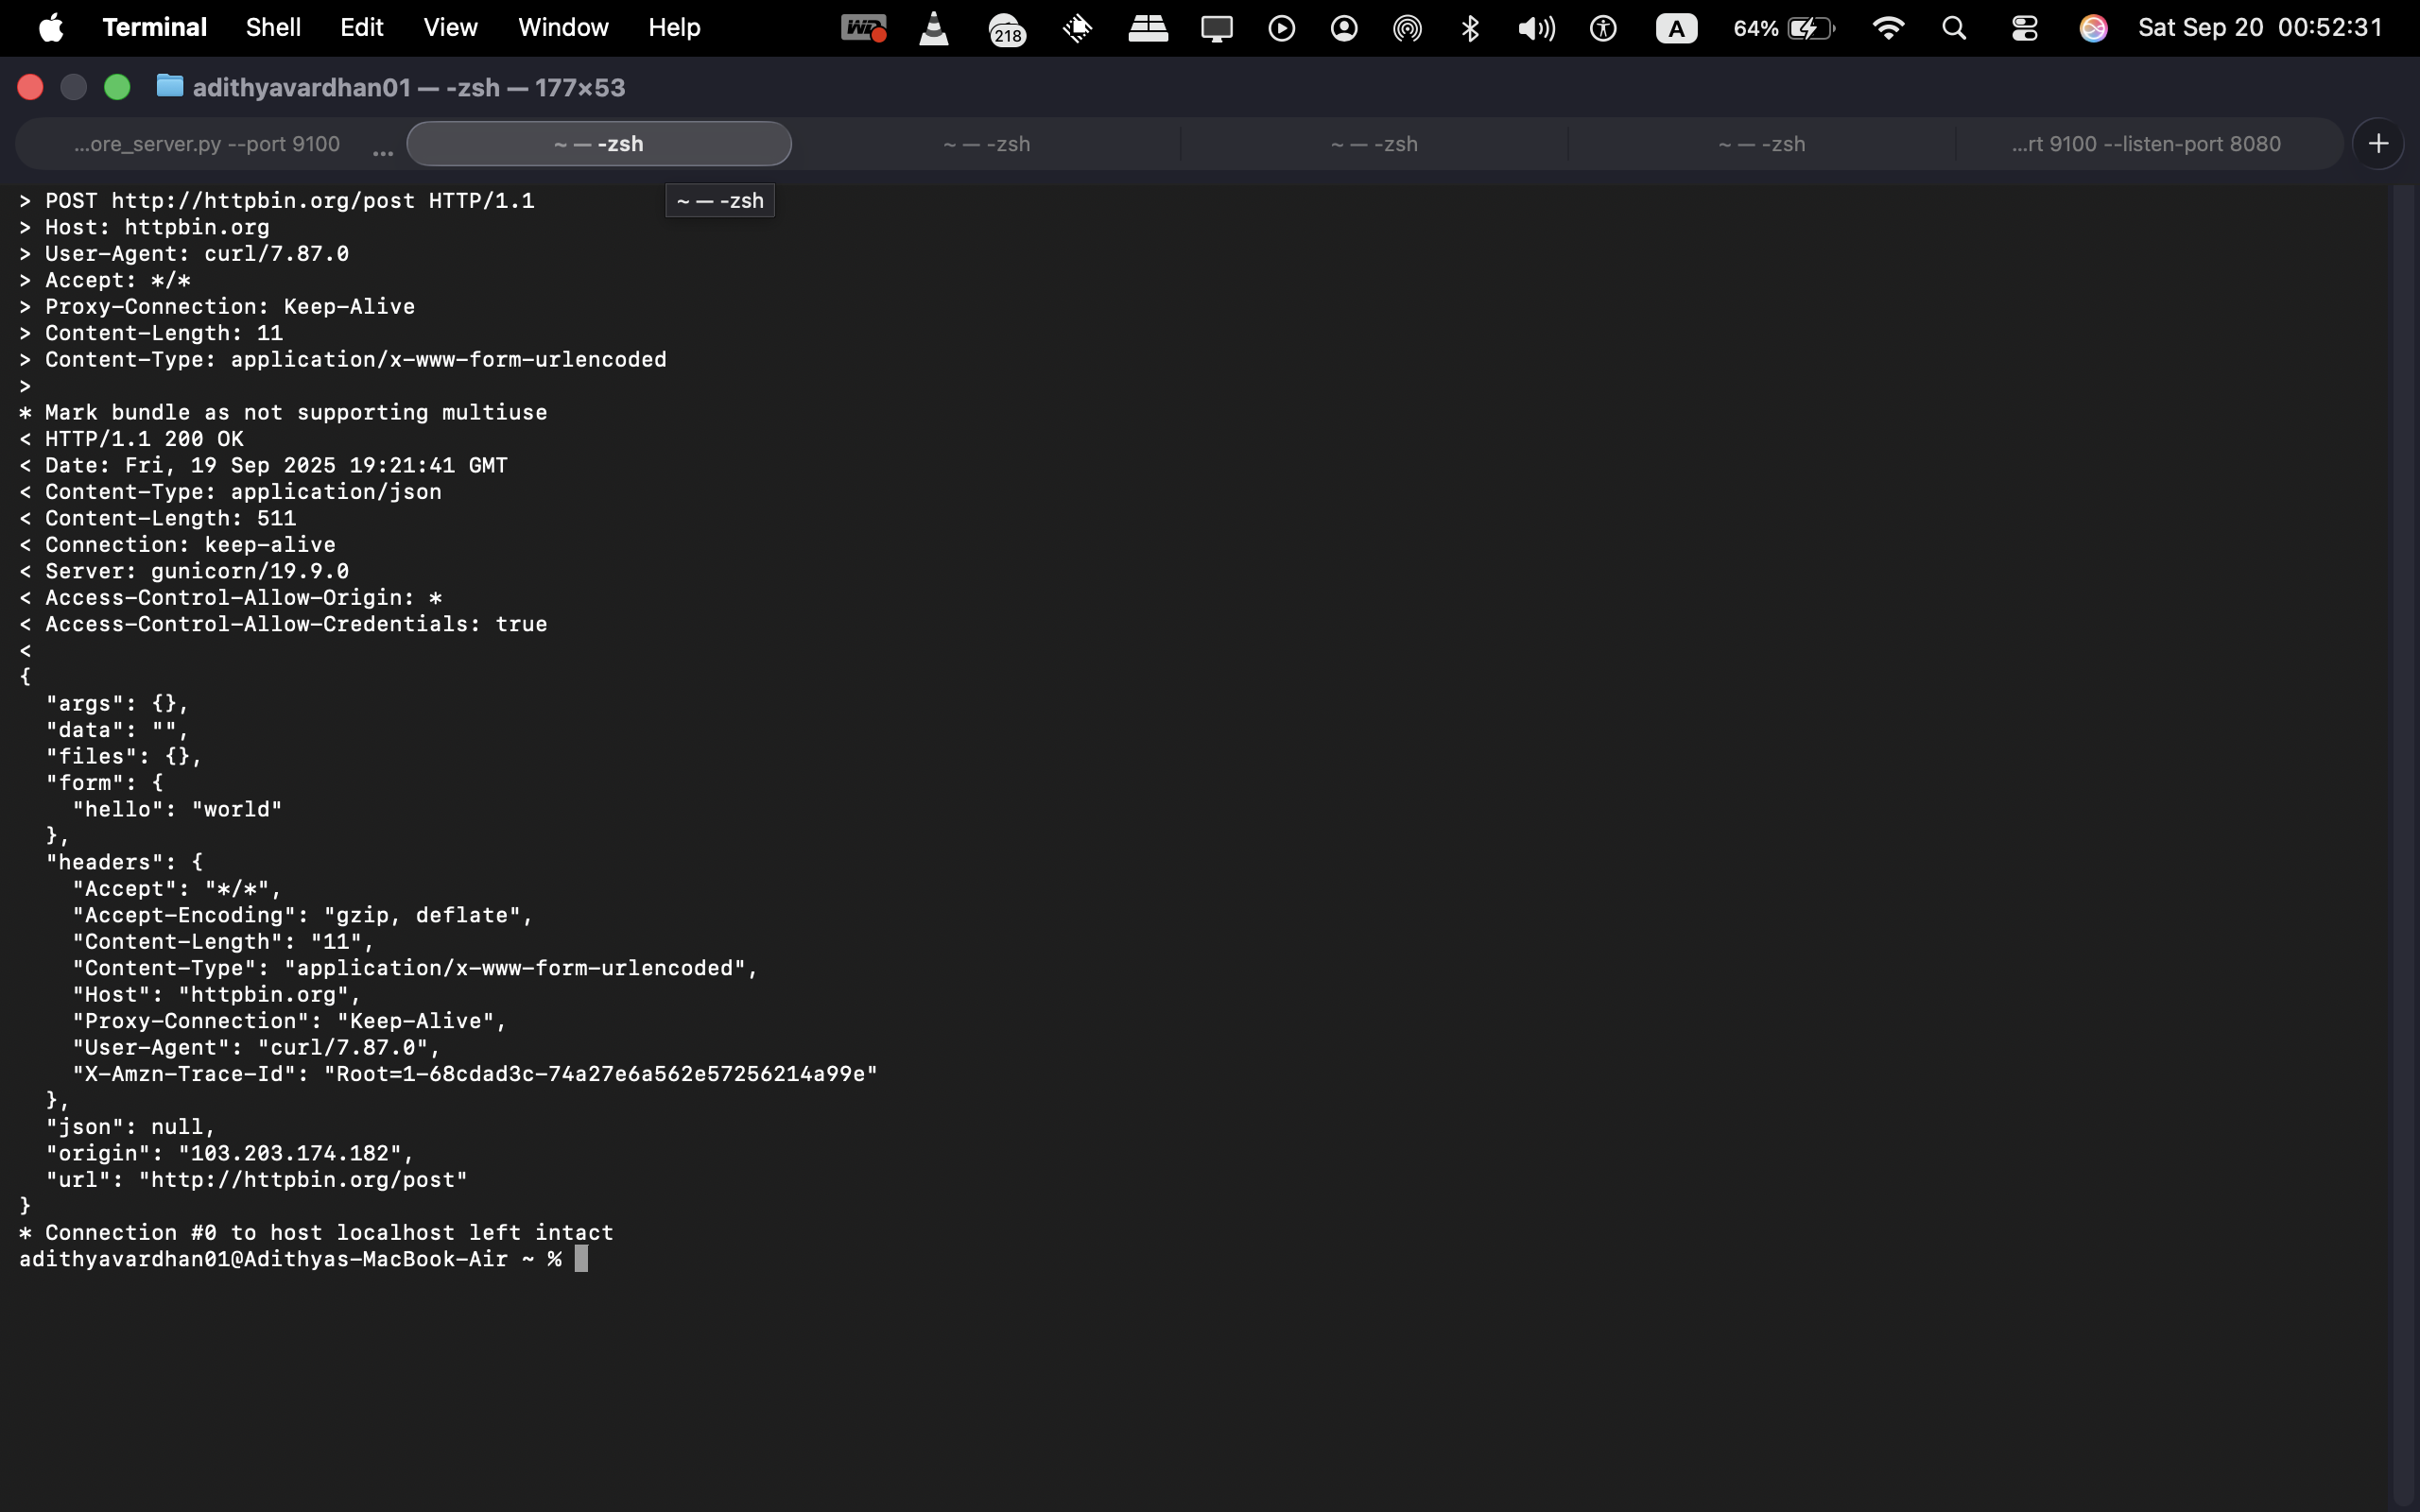 Terminal Shell Edit View Window Help 218 A 64% Sat Sep 20 00:52:31
adithyavardhan01 — -zsh — 177×53
...ore_server.py --port 9100 ... ~ — -zsh ~ — -zsh ~ — -zsh ~ — -zsh ...rt 9100 --listen-port 8080 +
~ — -zsh
> POST http://httpbin.org/post HTTP/1.1
> Host: httpbin.org
> User-Agent: curl/7.87.0
> Accept: */*
> Proxy-Connection: Keep-Alive
> Content-Length: 11
> Content-Type: application/x-www-form-urlencoded
>
* Mark bundle as not supporting multiuse
< HTTP/1.1 200 OK
< Date: Fri, 19 Sep 2025 19:21:41 GMT
< Content-Type: application/json
< Content-Length: 511
< Connection: keep-alive
< Server: gunicorn/19.9.0
< Access-Control-Allow-Origin: *
< Access-Control-Allow-Credentials: true
<
{
  "args": {},
  "data": "",
  "files": {},
  "form": {
    "hello": "world"
  },
  "headers": {
    "Accept": "*/*",
    "Accept-Encoding": "gzip, deflate",
    "Content-Length": "11",
    "Content-Type": "application/x-www-form-urlencoded",
    "Host": "httpbin.org",
    "Proxy-Connection": "Keep-Alive",
    "User-Agent": "curl/7.87.0",
    "X-Amzn-Trace-Id": "Root=1-68cdad3c-74a27e6a562e57256214a99e"
  },
  "json": null,
  "origin": "103.203.174.182",
  "url": "http://httpbin.org/post"
}
* Connection #0 to host localhost left intact
adithyavardhan01@Adithyas-MacBook-Air ~ %